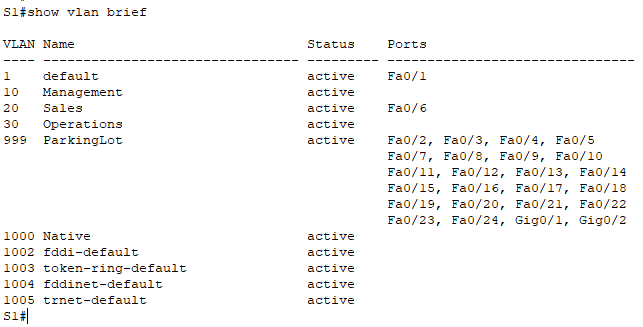 S1#show vlan brief
VLAN Name                             Status    Ports
---- -------------------------------- --------- -------------------------------
1    default                          active    Fa0/1
10   Management                       active
20   Sales                            active    Fa0/6
30   Operations                       active
999  ParkingLot                       active    Fa0/2, Fa0/3, Fa0/4, Fa0/5
                                                Fa0/7, Fa0/8, Fa0/9, Fa0/10
                                                Fa0/11, Fa0/12, Fa0/13, Fa0/14
                                                Fa0/15, Fa0/16, Fa0/17, Fa0/18
                                                Fa0/19, Fa0/20, Fa0/21, Fa0/22
                                                Fa0/23, Fa0/24, Gig0/1, Gig0/2
1000 Native                           active
1002 fddi-default                     active
1003 token-ring-default               active
1004 fddinet-default                  active
1005 trnet-default                    active
S1#